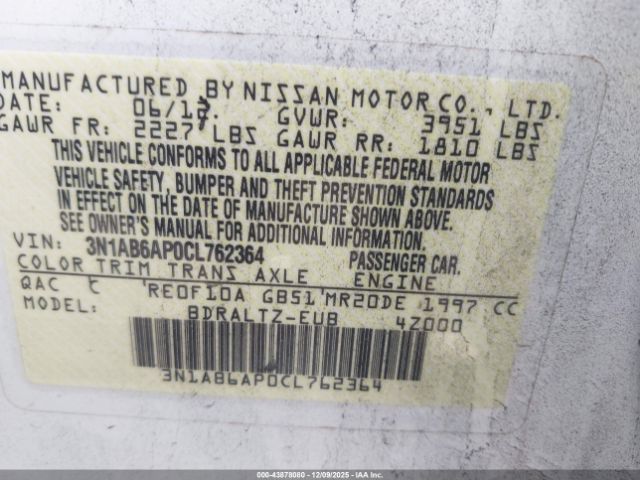 MANUFACTURED BY NISSAN MOTOR CO., LTD.
DATE: 06/12 GVWR: 3951 LBS
GAWR FR: 2227 LBS GAWR RR: 1810 LBS
THIS VEHICLE CONFORMS TO ALL APPLICABLE FEDERAL MOTOR
VEHICLE SAFETY, BUMPER AND THEFT PREVENTION STANDARDS
IN EFFECT ON THE DATE OF MANUFACTURE SHOWN ABOVE.
SEE OWNER'S MANUAL FOR ADDITIONAL INFORMATION.
VIN: 3N1AB6AP0CL762364 PASSENGER CAR.
COLOR TRIM TRANS AXLE ENGINE
QAC C RE0F10A GB51 MR20DE 1997 CC
MODEL: BDRALTZ-EUB 4Z000
3N1AB6AP0CL762364
000-43878080 - 12/09/2025 - IAA.com